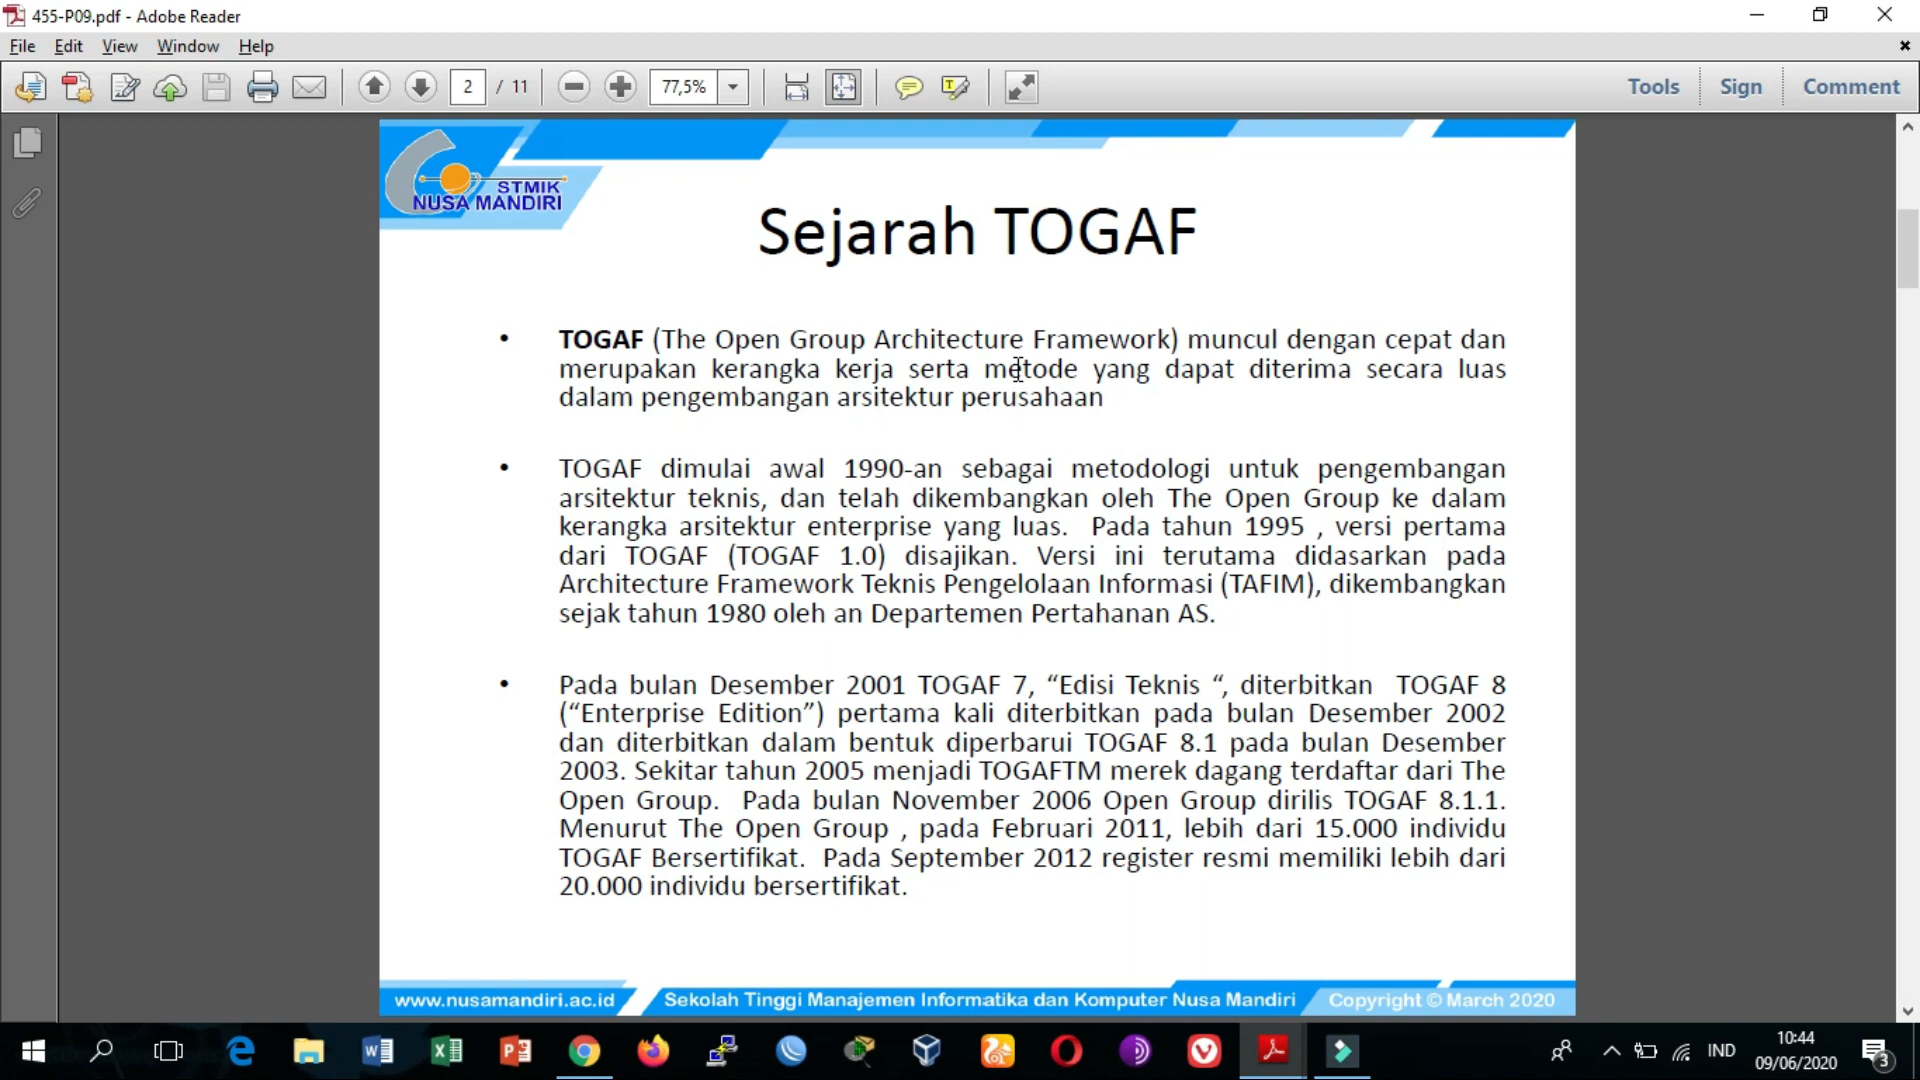 455-P09.pdf - Adobe Reader
File Edit View Window Help
2 / 11 77,5% Tools Sign Comment
STMIK
NUSA MANDIRI
Sejarah TOGAF
• TOGAF (The Open Group Architecture Framework) muncul dengan cepat dan
merupakan kerangka kerja serta metode yang dapat diterima secara luas
dalam pengembangan arsitektur perusahaan
• TOGAF dimulai awal 1990-an sebagai metodologi untuk pengembangan
arsitektur teknis, dan telah dikembangkan oleh The Open Group ke dalam
kerangka arsitektur enterprise yang luas. Pada tahun 1995 , versi pertama
dari TOGAF (TOGAF 1.0) disajikan. Versi ini terutama didasarkan pada
Architecture Framework Teknis Pengelolaan Informasi (TAFIM), dikembangkan
sejak tahun 1980 oleh an Departemen Pertahanan AS.
• Pada bulan Desember 2001 TOGAF 7, “Edisi Teknis “, diterbitkan TOGAF 8
(“Enterprise Edition”) pertama kali diterbitkan pada bulan Desember 2002
dan diterbitkan dalam bentuk diperbarui TOGAF 8.1 pada bulan Desember
2003. Sekitar tahun 2005 menjadi TOGAFTM merek dagang terdaftar dari The
Open Group. Pada bulan November 2006 Open Group dirilis TOGAF 8.1.1.
Menurut The Open Group , pada Februari 2011, lebih dari 15.000 individu
TOGAF Bersertifikat. Pada September 2012 register resmi memiliki lebih dari
20.000 individu bersertifikat.
www.nusamandiri.ac.id Sekolah Tinggi Manajemen Informatika dan Komputer Nusa Mandiri Copyright © March 2020
IND 10:44
09/06/2020 3